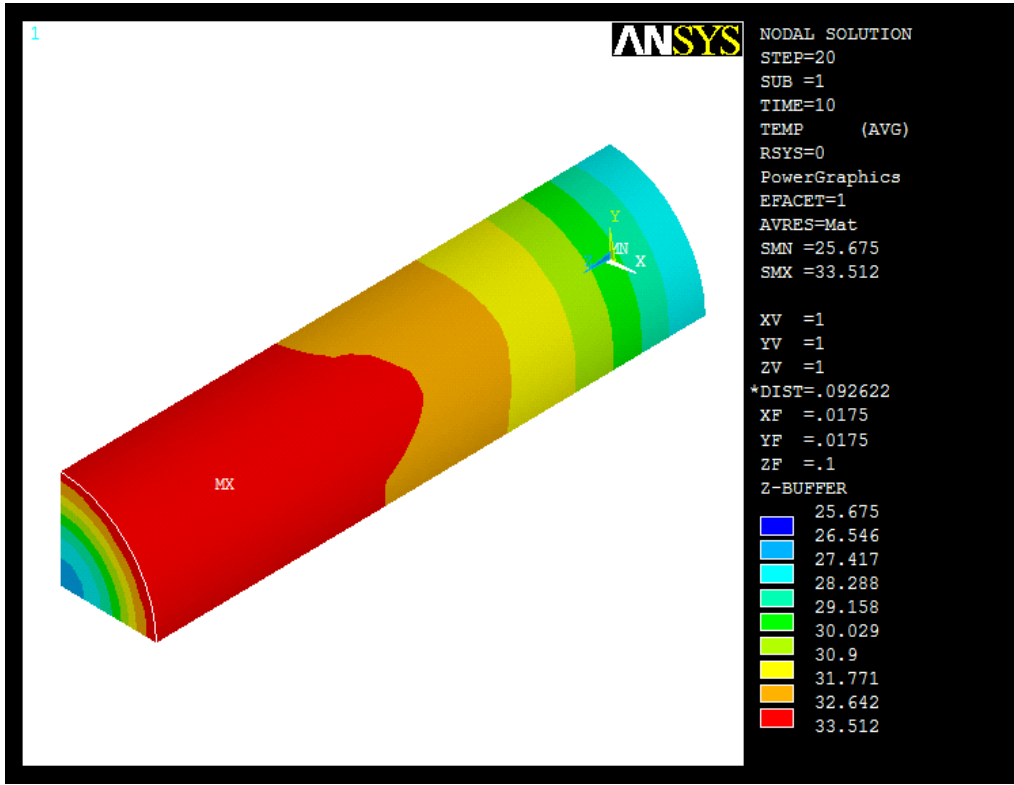 1
ANSYS
NODAL SOLUTION
STEP=20
SUB =1
TIME=10
TEMP (AVG)
RSYS=0
PowerGraphics
EFACET=1
AVRES=Mat
SMN =25.675
SMX =33.512
XV =1
YV =1
ZV =1
*DIST=.092622
XF =.0175
YF =.0175
ZF =.1
Z-BUFFER
25.675
26.546
27.417
28.288
29.158
30.029
30.9
31.771
32.642
33.512
Y
MN
X
MX